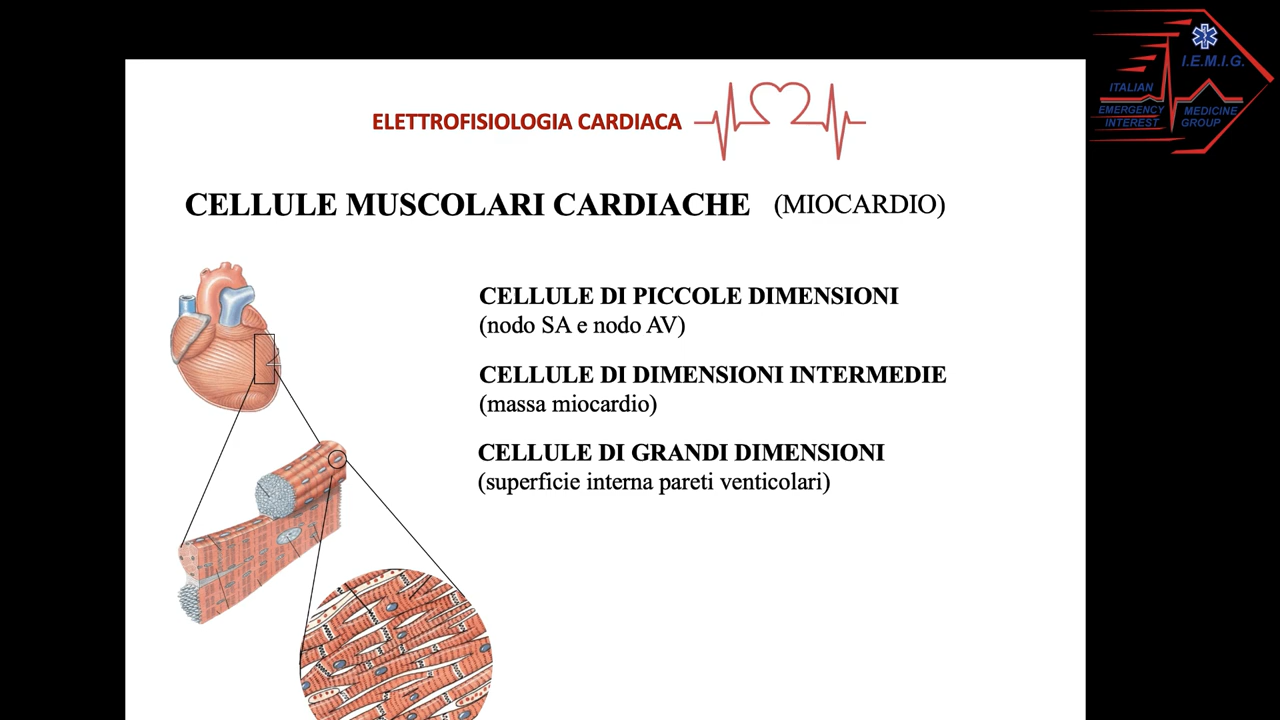 I.E.M.I.G.
ITALIAN
EMERGENCY MEDICINE
INTEREST GROUP
ELETTROFISIOLOGIA CARDIACA
CELLULE MUSCOLARI CARDIACHE (MIOCARDIO)
CELLULE DI PICCOLE DIMENSIONI
(nodo SA e nodo AV)
CELLULE DI DIMENSIONI INTERMEDIE
(massa miocardio)
CELLULE DI GRANDI DIMENSIONI
(superficie interna pareti venticolari)